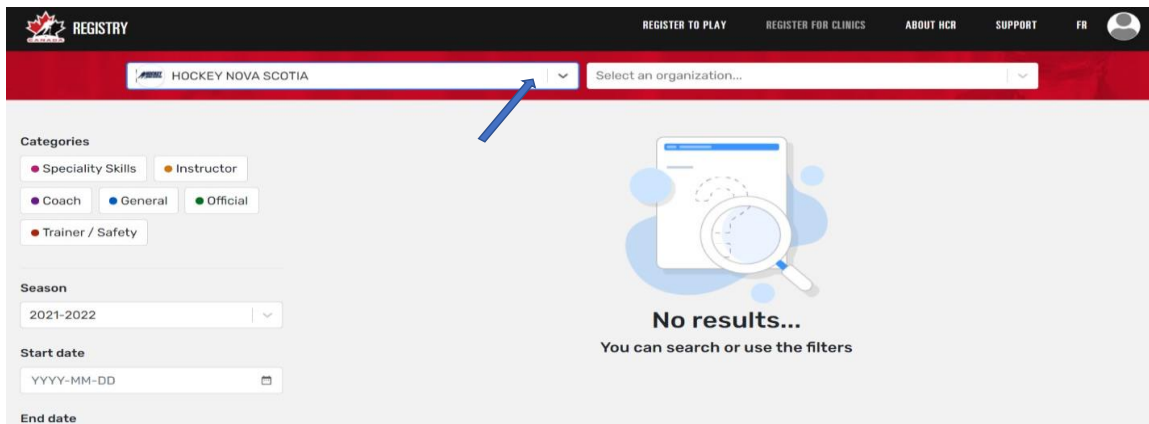 CANADA
REGISTRY
REGISTER TO PLAY
REGISTER FOR CLINICS
ABOUT HCR
SUPPORT
FR
HOCKEY NOVA SCOTIA
Select an organization...
Categories
Speciality Skills
Instructor
Coach
General
Official
Trainer / Safety
Season
2021-2022
Start date
YYYY-MM-DD
End date
No results...
You can search or use the filters